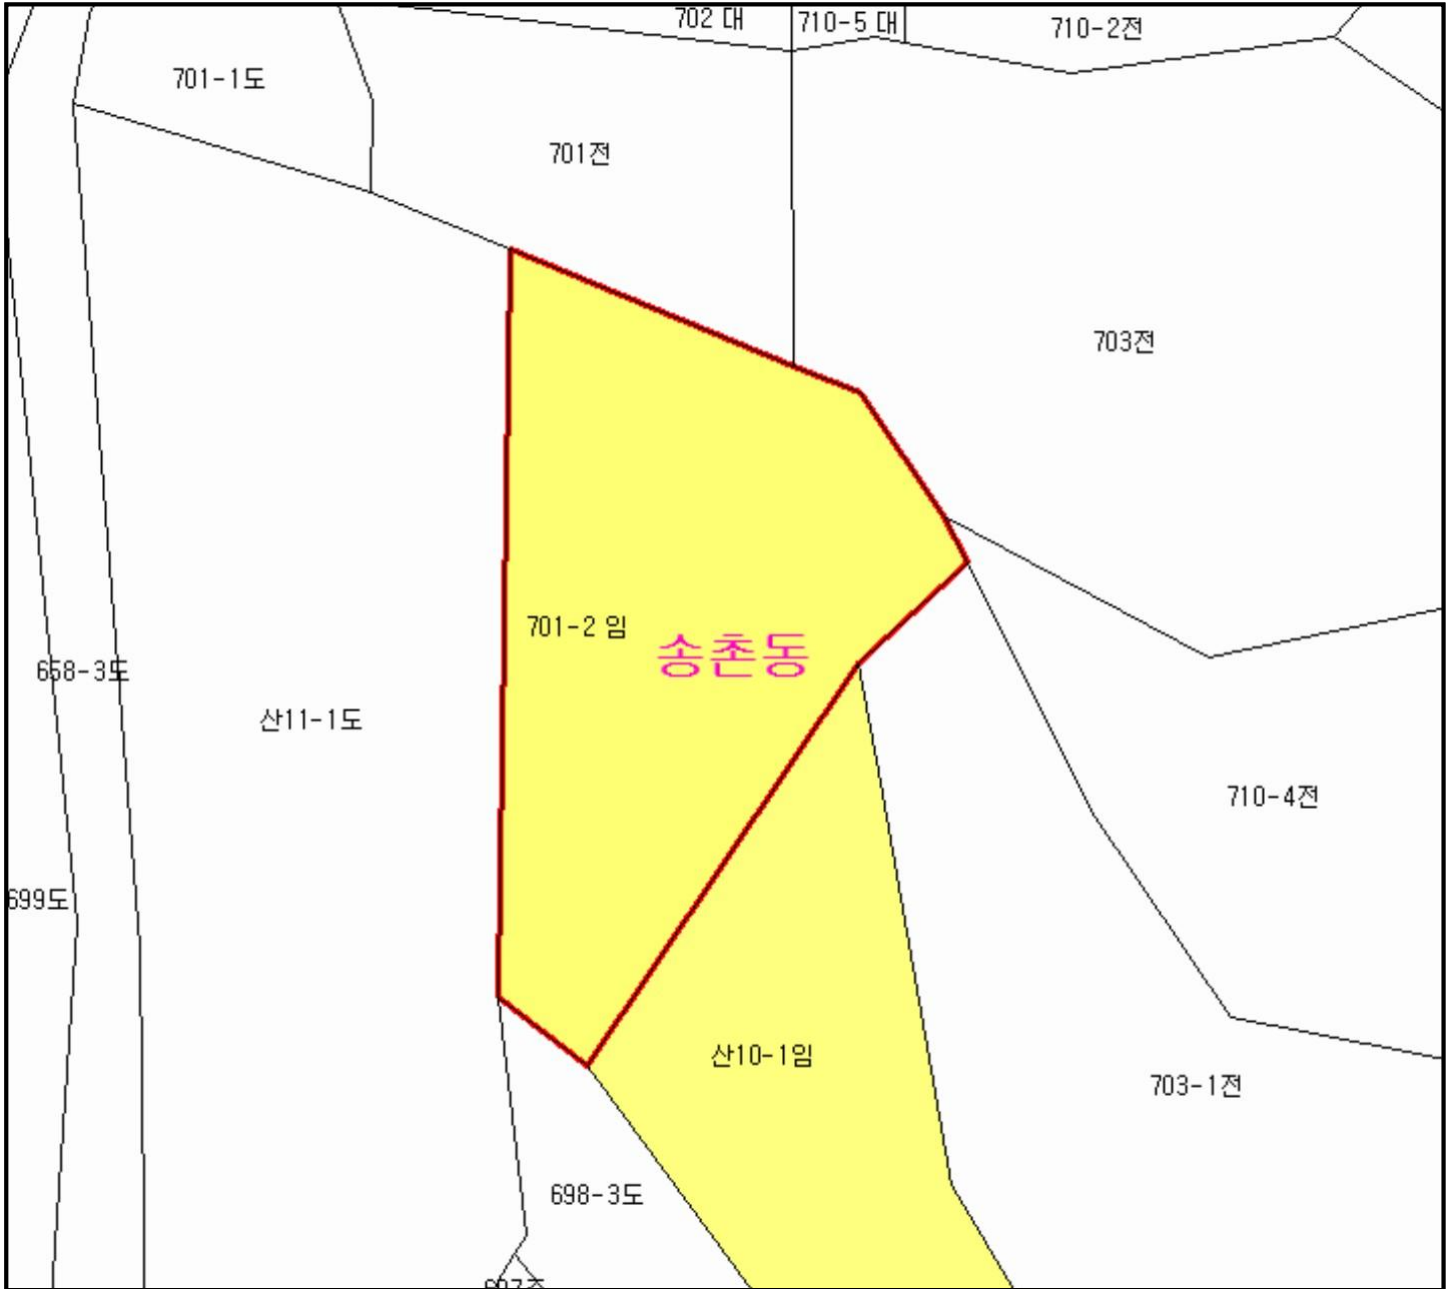 702 대
710-5 대
710-2전
701-1도
701전
703전
701-2 임
송촌동
658-3도
산11-1도
710-4전
699도
산10-1임
703-1전
698-3도